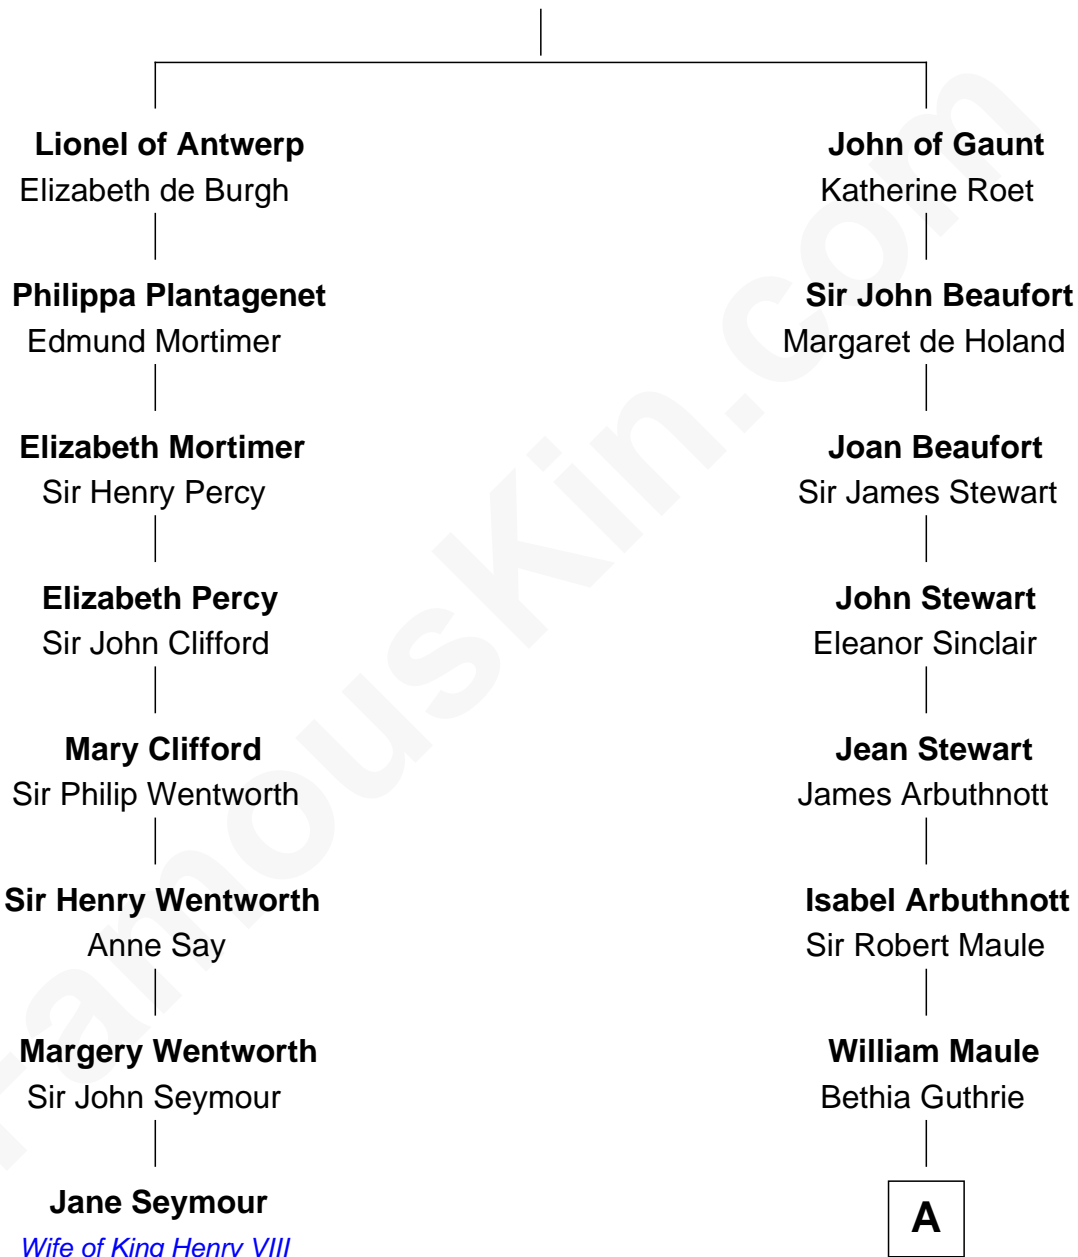 Lionel of Antwerp
Elizabeth de Burgh
Philippa Plantagenet
Edmund Mortimer
Elizabeth Mortimer
Sir Henry Percy
Elizabeth Percy
Sir John Clifford
Mary Clifford
Sir Philip Wentworth
Sir Henry Wentworth
Anne Say
Margery Wentworth
Sir John Seymour
Jane Seymour
Wife of King Henry VIII
John of Gaunt
Katherine Roet
Sir John Beaufort
Margaret de Holand
Joan Beaufort
Sir James Stewart
John Stewart
Eleanor Sinclair
Jean Stewart
James Arbuthnott
Isabel Arbuthnott
Sir Robert Maule
William Maule
Bethia Guthrie
A
FamousKin.com